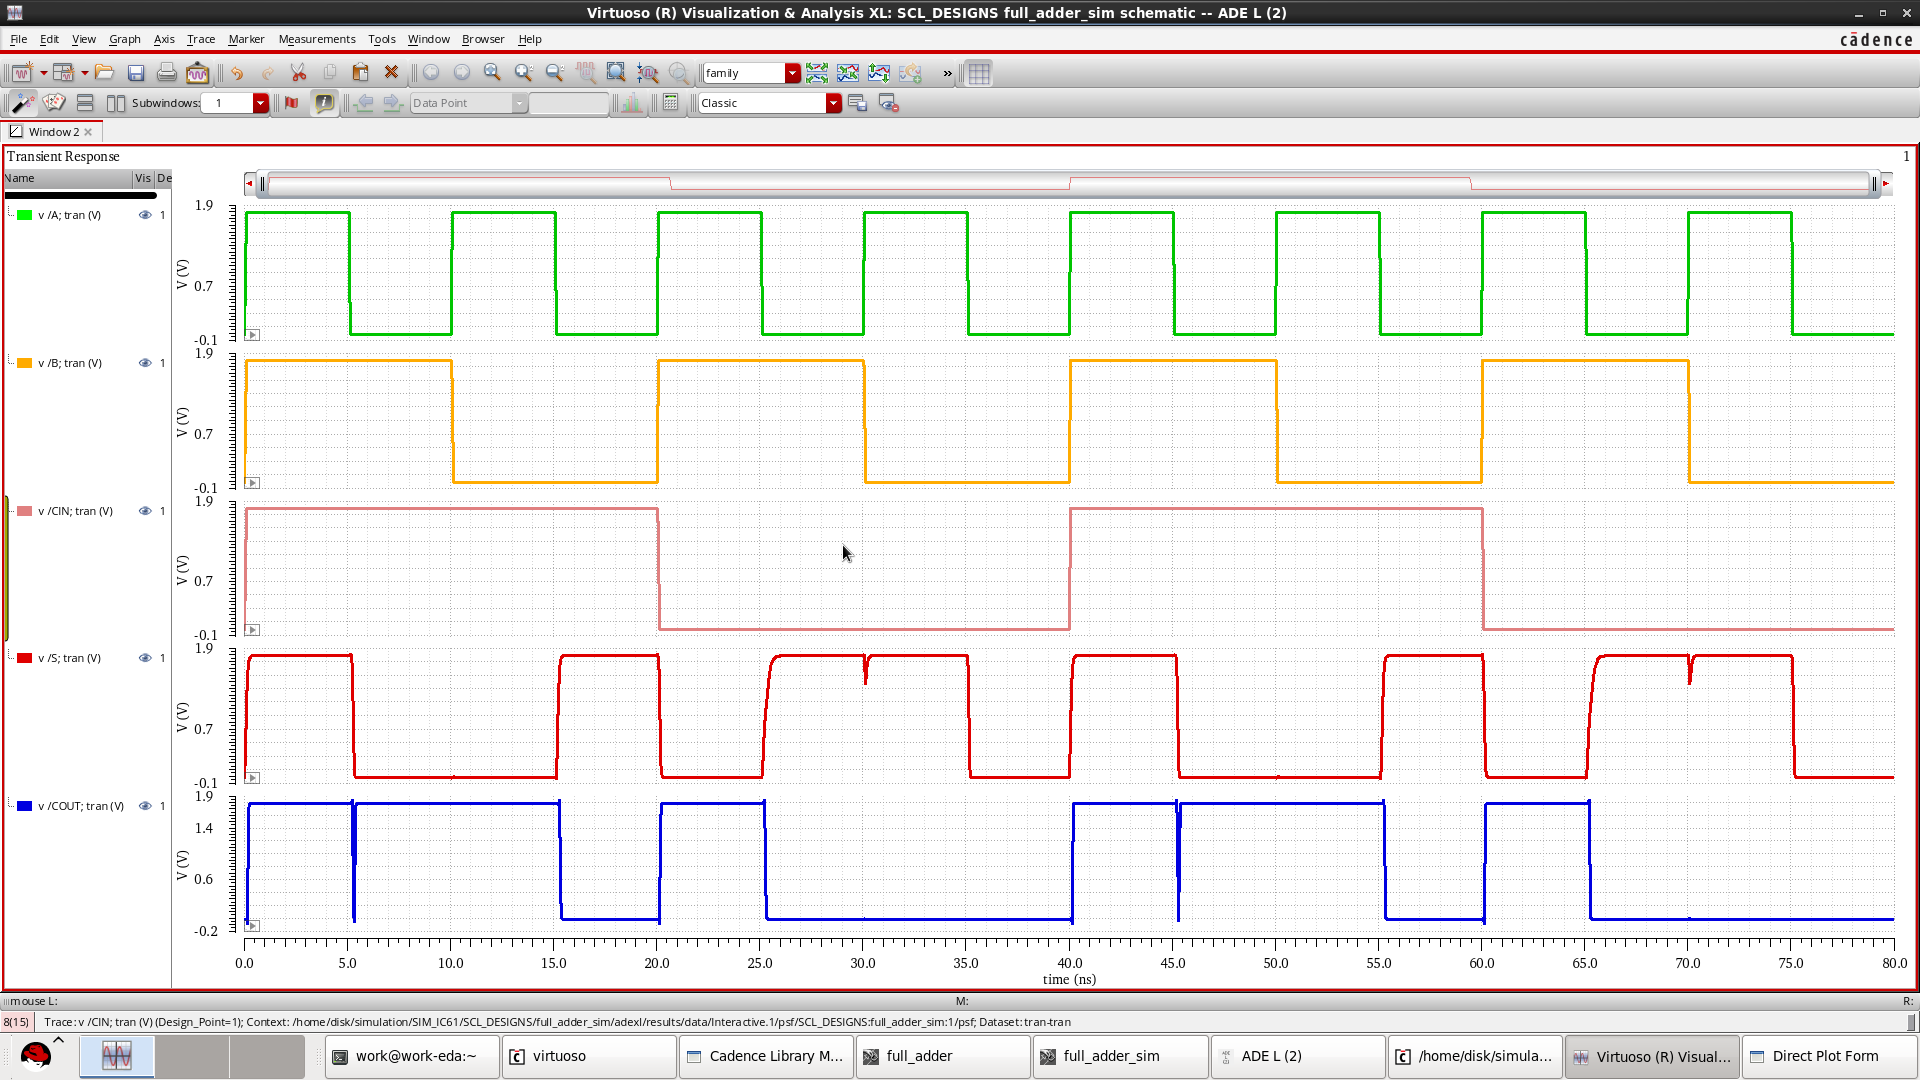 Virtuoso (R) Visualization & Analysis XL: SCL_DESIGNS full_adder_sim schematic -- ADE L (2)
File Edit View Graph Axis Trace Marker Measurements Tools Window Browser Help
cādence
family
»
Subwindows: 1
Data Point
Classic
Window 2
Transient Response
1
Name Vis De
v /A; tran (V) 1
1.9
V (V)
0.7
-0.1
v /B; tran (V) 1
1.9
V (V)
0.7
-0.1
v /CIN; tran (V) 1
1.9
V (V)
0.7
-0.1
v /S; tran (V) 1
1.9
V (V)
0.7
-0.1
v /COUT; tran (V) 1
1.9
1.4
V (V)
0.6
-0.2
0.0 5.0 10.0 15.0 20.0 25.0 30.0 35.0 40.0 45.0 50.0 55.0 60.0 65.0 70.0 75.0 80.0
time (ns)
mouse L: M: R:
8(15) Trace: v /CIN; tran (V) (Design_Point=1); Context: /home/disk/simulation/SIM_IC61/SCL_DESIGNS/full_adder_sim/adexl/results/data/Interactive.1/psf/SCL_DESIGNS:full_adder_sim:1/psf; Dataset: tran-tran
work@work-eda:~ virtuoso Cadence Library M... full_adder full_adder_sim ADE L (2) /home/disk/simula... Virtuoso (R) Visual... Direct Plot Form